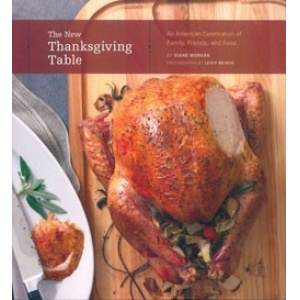 The New
Thanksgiving
Table
An American Celebration of
Family, Friends, and Food
BY DIANE MORGAN
PHOTOGRAPHS BY LEIGH BEISCH